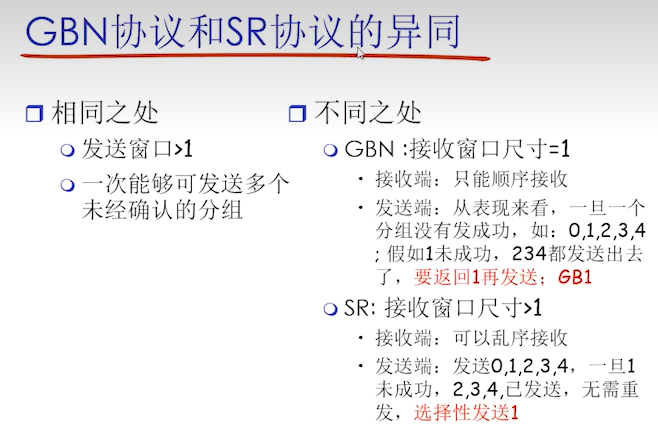 GBN协议和SR协议的异同
相同之处
发送窗口>1
一次能够可发送多个
未经确认的分组
不同之处
GBN :接收窗口尺寸=1
接收端：只能顺序接收
发送端：从表现来看，一旦一个
分组没有发成功，如：0,1,2,3,4
; 假如1未成功，234都发送出去
了，要返回1再发送；GB1
SR: 接收窗口尺寸>1
接收端：可以乱序接收
发送端：发送0,1,2,3,4，一旦1
未成功，2,3,4,已发送，无需重
发，选择性发送1